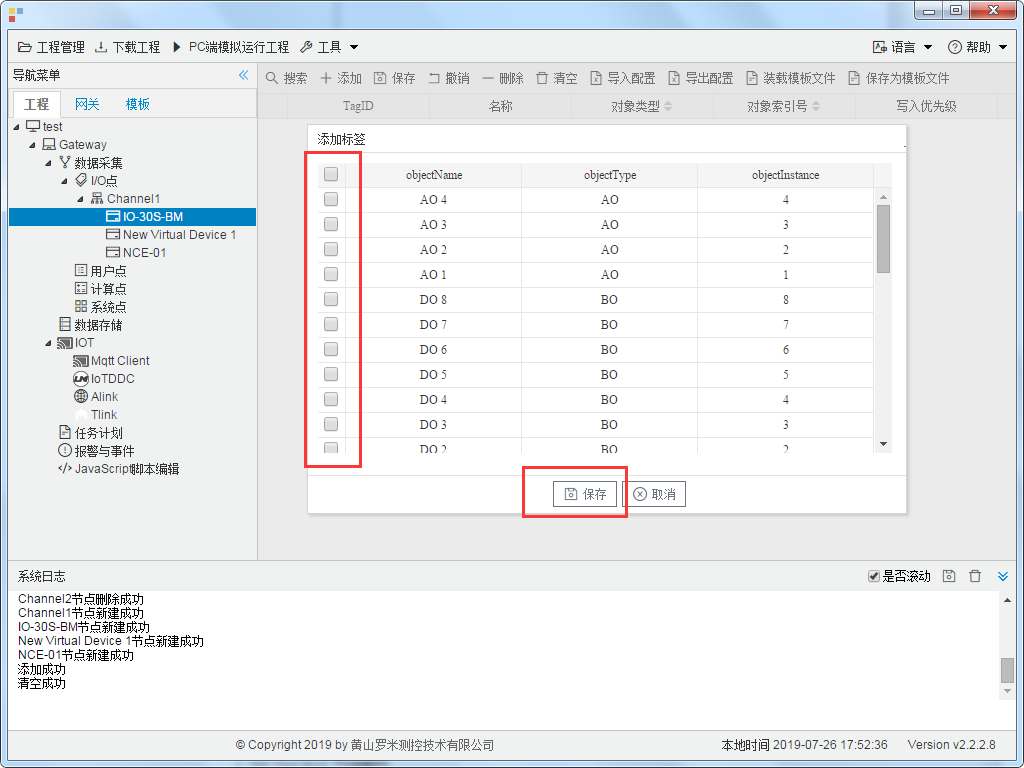 工程管理 下载工程 PC端模拟运行工程 工具 语言 帮助
导航菜单
搜索 添加 保存 撤销 删除 清空 导入配置 导出配置 装载模板文件 保存为模板文件
工程 网关 模板
TagID 名称 对象类型 对象索引号 写入优先级
test
Gateway
数据采集
I/O点
Channel1
IO-30S-BM
New Virtual Device 1
NCE-01
用户点
计算点
系统点
数据存储
IOT
Mqtt Client
IoTDDC
Alink
Tlink
任务计划
报警与事件
JavaScript脚本编辑
添加标签
objectName objectType objectInstance
AO 4 AO 4
AO 3 AO 3
AO 2 AO 2
AO 1 AO 1
DO 8 BO 8
DO 7 BO 7
DO 6 BO 6
DO 5 BO 5
DO 4 BO 4
DO 3 BO 3
DO 2 BO 2
保存 取消
系统日志 是否滚动
Channel2节点删除成功
Channel1节点新建成功
IO-30S-BM节点新建成功
New Virtual Device 1节点新建成功
NCE-01节点新建成功
添加成功
清空成功
© Copyright 2019 by 黄山罗米测控技术有限公司 本地时间 2019-07-26 17:52:36 Version v2.2.2.8